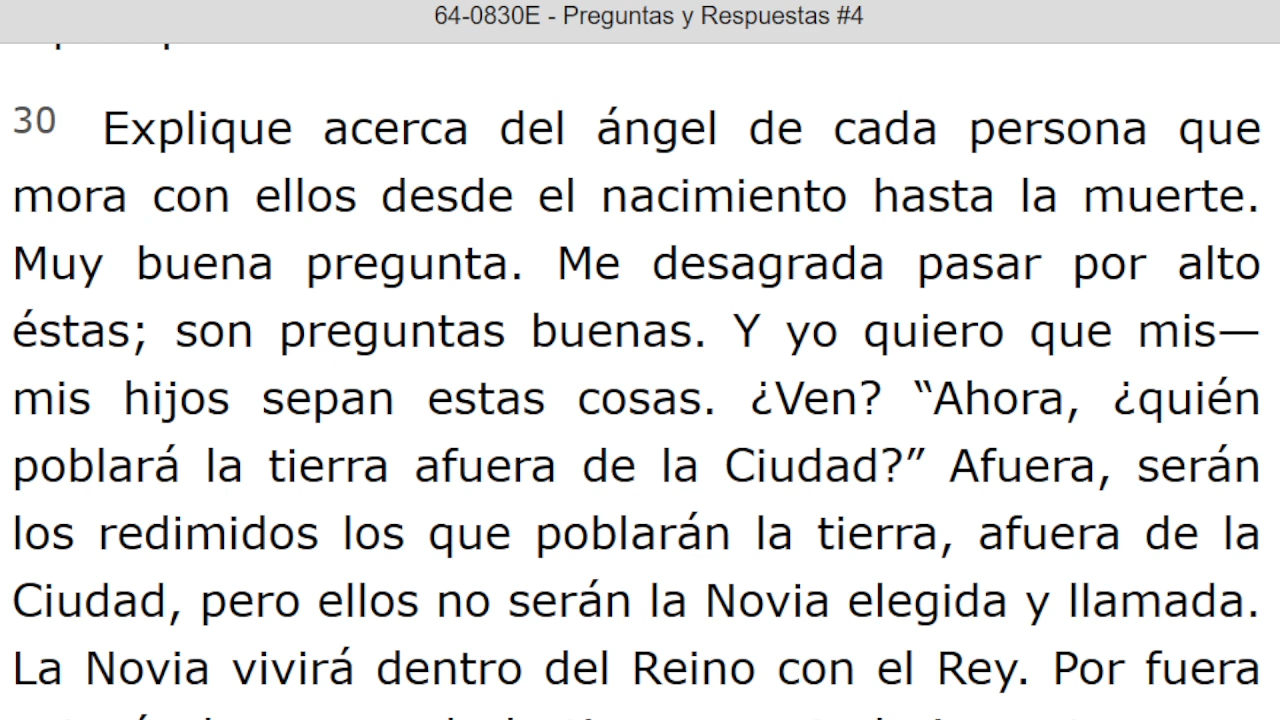 64-0830E - Preguntas y Respuestas #4
30 Explique acerca del ángel de cada persona que
mora con ellos desde el nacimiento hasta la muerte.
Muy buena pregunta. Me desagrada pasar por alto
éstas; son preguntas buenas. Y yo quiero que mis—
mis hijos sepan estas cosas. ¿Ven? “Ahora, ¿quién
poblará la tierra afuera de la Ciudad?” Afuera, serán
los redimidos los que poblarán la tierra, afuera de la
Ciudad, pero ellos no serán la Novia elegida y llamada.
La Novia vivirá dentro del Reino con el Rey. Por fuera